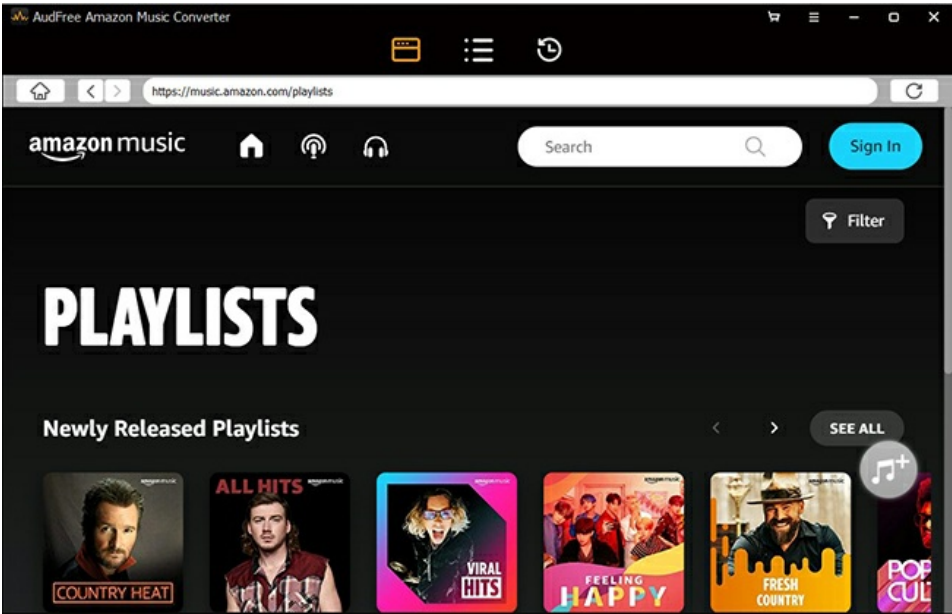 AudFree Amazon Music Converter
https://music.amazon.com/playlists
amazon music
Search
Sign In
Filter
PLAYLISTS
Newly Released Playlists
SEE ALL
COUNTRY HEAT
amazon music
ALL HITS
amazon music
VIRAL
HITS
amazon music
FEELING
HAPPY
amazon music
FRESH
COUNTRY
amazon music
POP
CUL